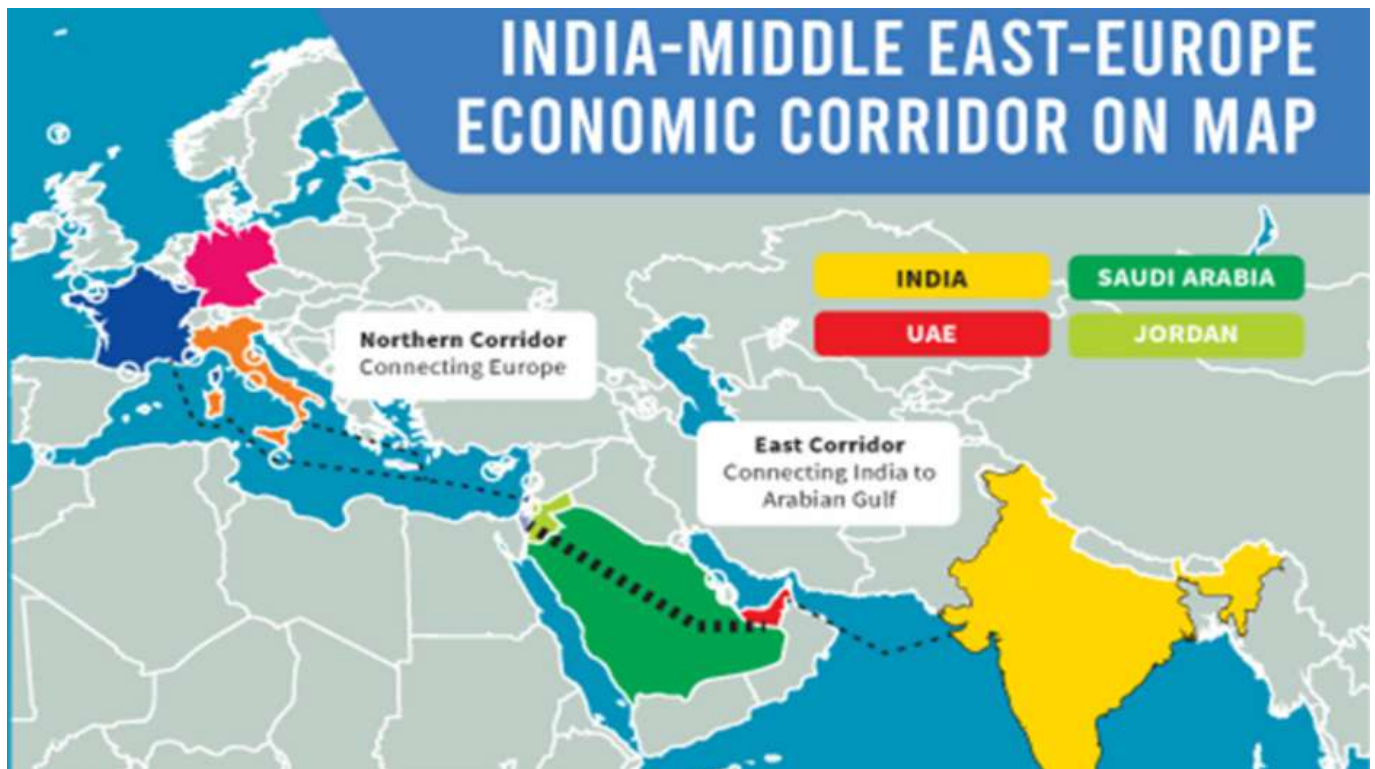 INDIA-MIDDLE EAST-EUROPE
ECONOMIC CORRIDOR ON MAP
INDIA
SAUDI ARABIA
UAE
JORDAN
Northern Corridor
Connecting Europe
East Corridor
Connecting India to
Arabian Gulf